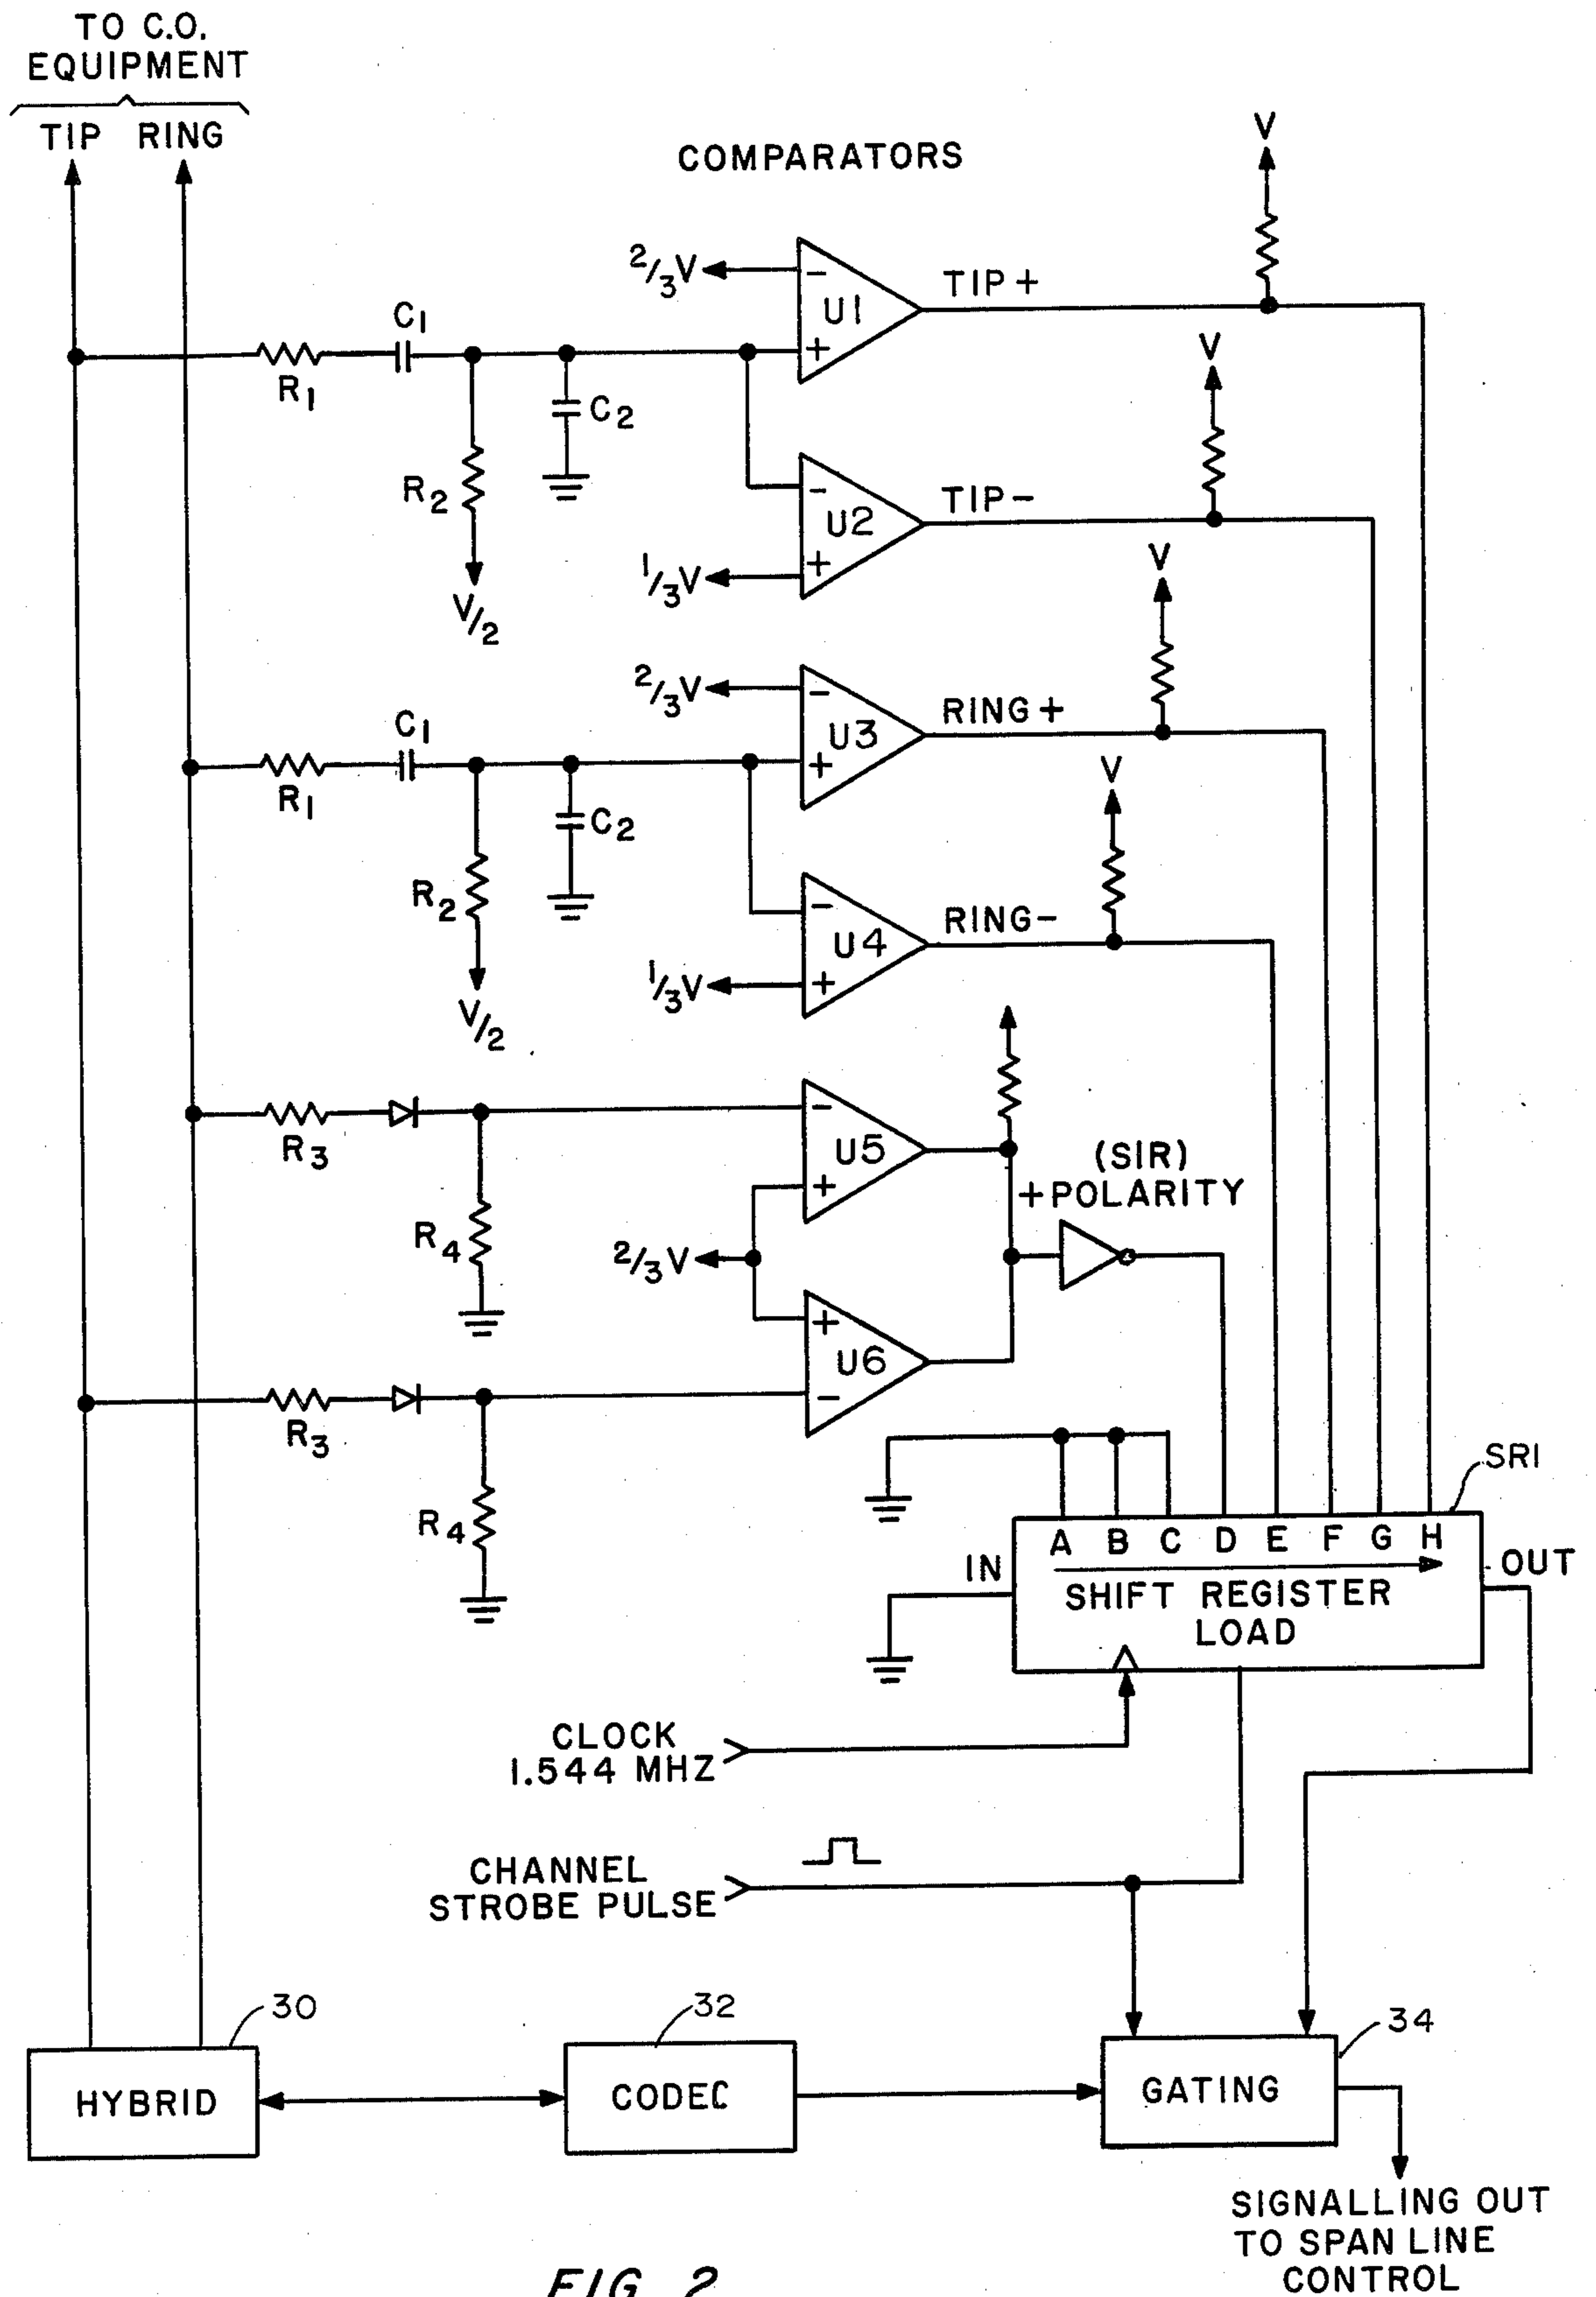 TO C.O.
EQUIPMENT
TIP RING
COMPARATORS
V
2/3V
-
U1
+
TIP+
C1
R1
C2
R2
V/2
V
-
U2
+
TIP-
1/3V
V
2/3V
-
U3
+
RING+
C1
R1
C2
R2
V/2
V
-
U4
+
RING-
1/3V
R3
-
U5
+
R4
(SIR)
+POLARITY
2/3V
+
U6
-
R3
R4
SR1
A B C D E F G H
IN
OUT
SHIFT REGISTER
LOAD
CLOCK
1.544 MHZ
CHANNEL
STROBE PULSE
30
32
34
HYBRID
CODEC
GATING
SIGNALLING OUT
TO SPAN LINE
CONTROL
FIG. 2